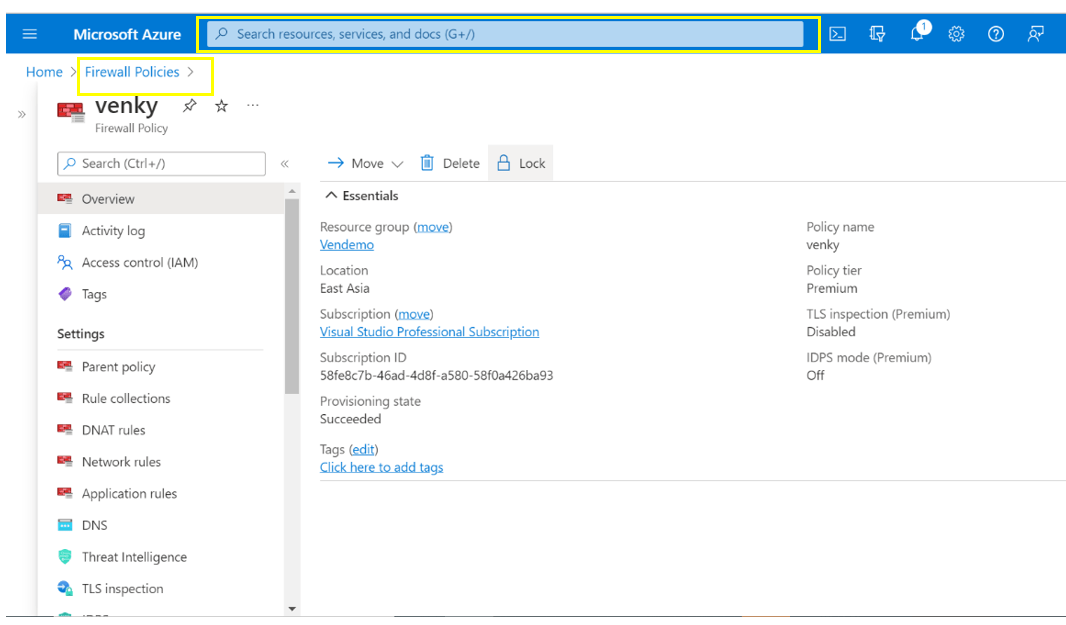 Microsoft Azure
Search resources, services, and docs (G+/)
1
Home > Firewall Policies >
venky
Firewall Policy
Search (Ctrl+/)
Overview
Activity log
Access control (IAM)
Tags
Settings
Parent policy
Rule collections
DNAT rules
Network rules
Application rules
DNS
Threat Intelligence
TLS inspection
Move
Delete
Lock
Essentials
Resource group (move)
Vendemo
Location
East Asia
Subscription (move)
Visual Studio Professional Subscription
Subscription ID
58fe8c7b-46ad-4d8f-a580-58f0a426ba93
Provisioning state
Succeeded
Tags (edit)
Click here to add tags
Policy name
venky
Policy tier
Premium
TLS inspection (Premium)
Disabled
IDPS mode (Premium)
Off